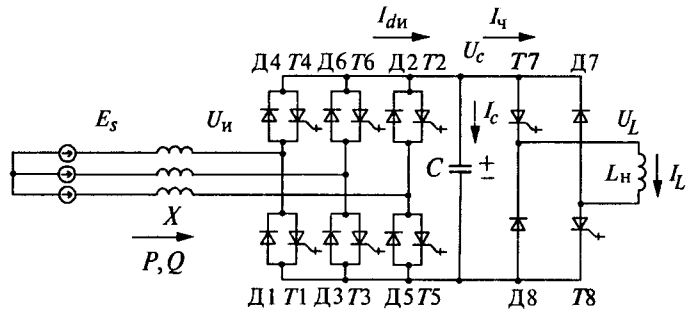 I_dи I_ч
Д4 T4 Д6 T6 Д2 T2 U_c T7 Д7
E_s U_и I_c U_L
C ± L_н I_L
X
P, Q
Д1 T1 Д3 T3 Д5 T5 Д8 T8